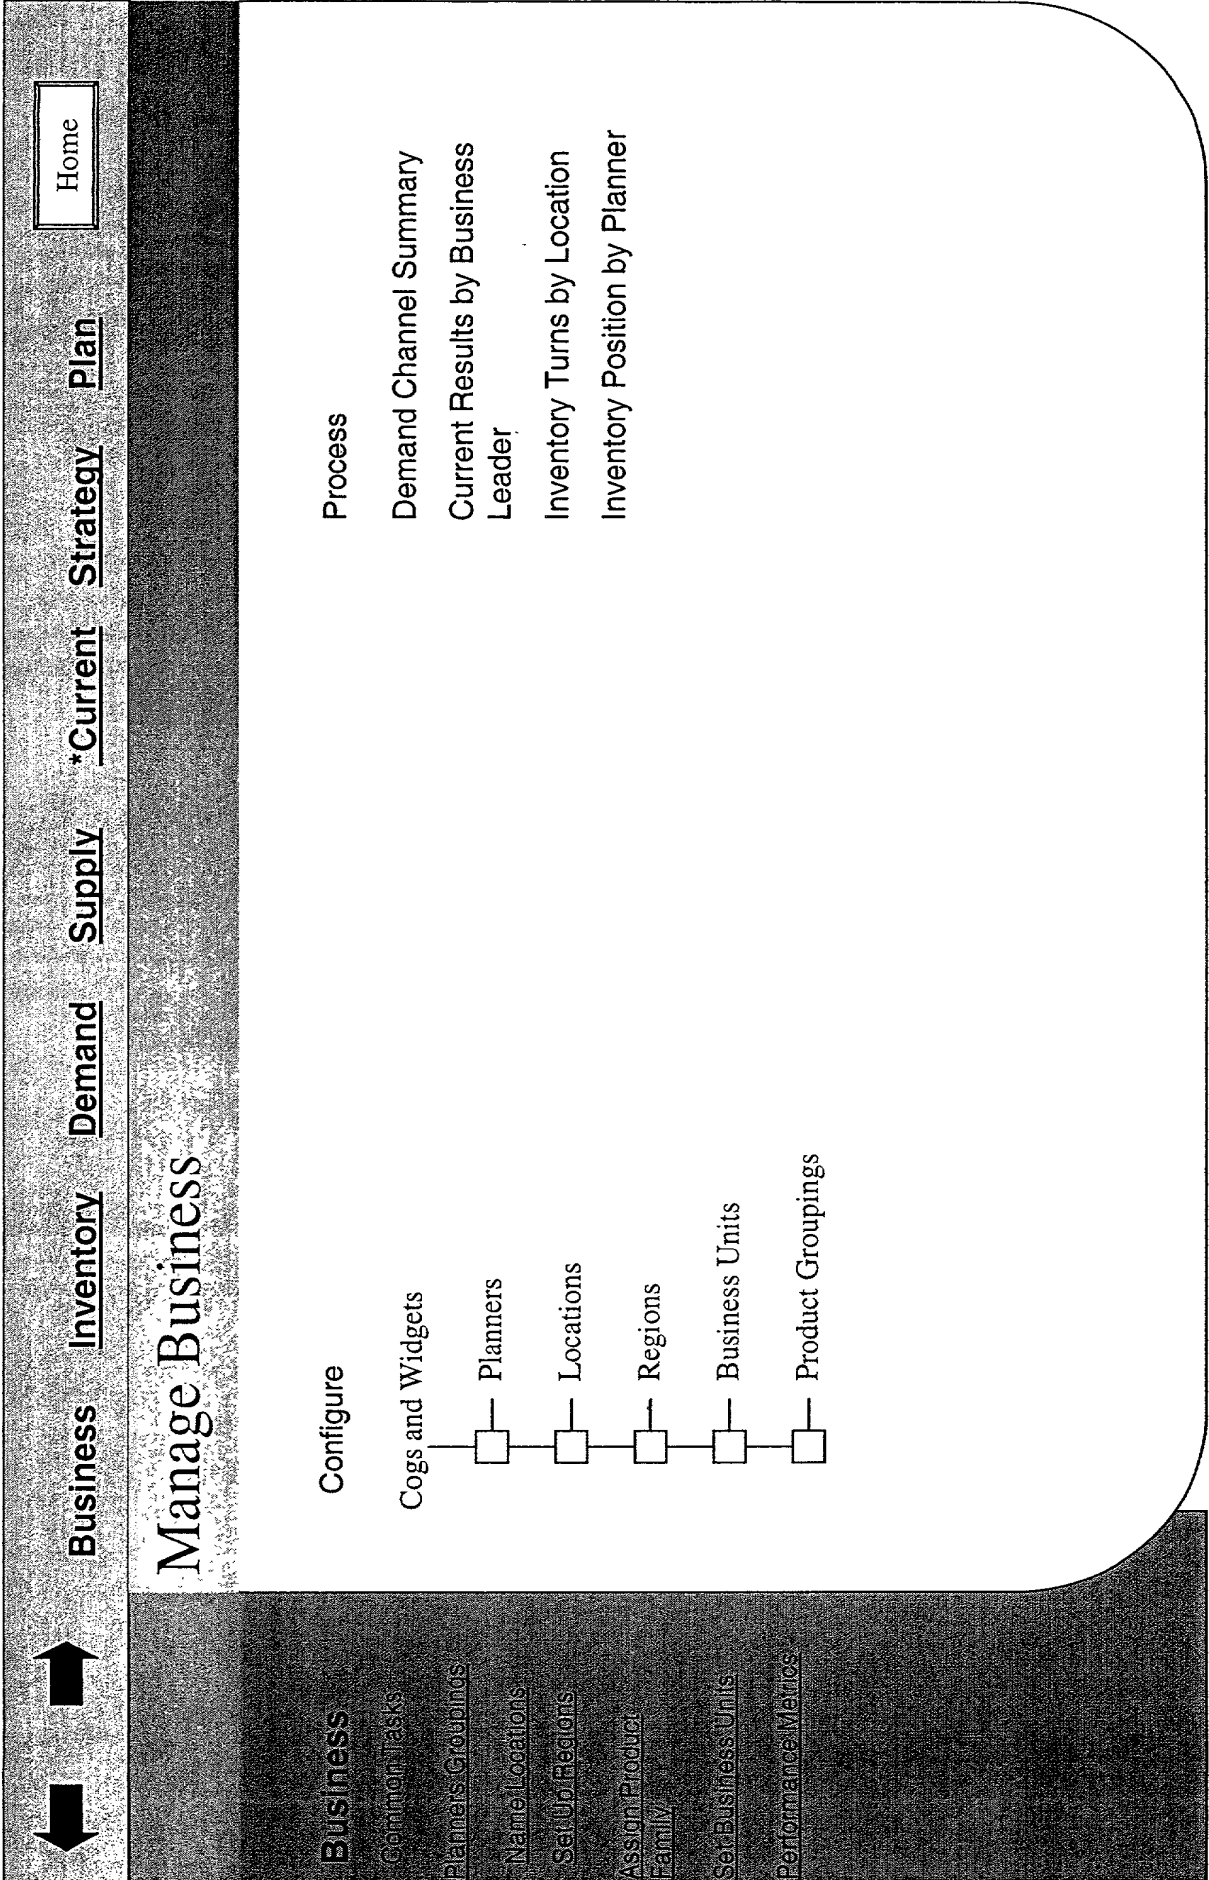 Business Inventory Demand Supply *Current Strategy Plan Home
Manage Business
Business
Common Tasks
Planners Groupings
Name Locations
Set Up Regions
Assign Product
Family
Set Business Units
Performance Metrics
Configure
Cogs and Widgets
Planners
Locations
Regions
Business Units
Product Groupings
Process
Demand Channel Summary
Current Results by Business
Leader
Inventory Turns by Location
Inventory Position by Planner